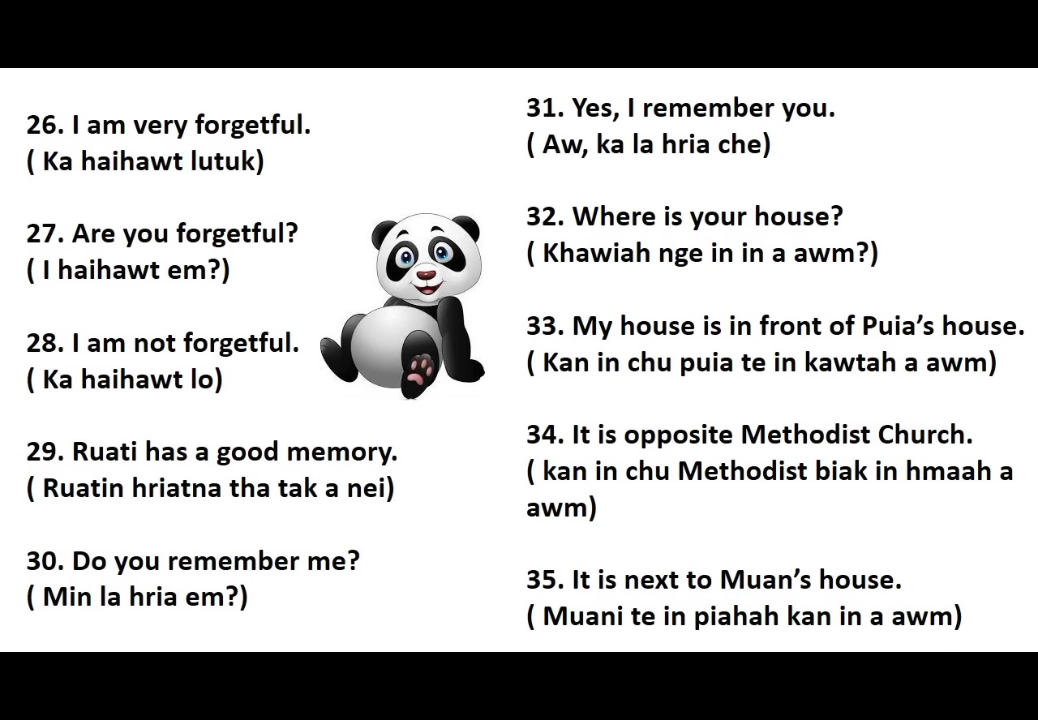 26. I am very forgetful.
( Ka haihawt lutuk)
27. Are you forgetful?
( I haihawt em?)
28. I am not forgetful.
( Ka haihawt lo)
29. Ruati has a good memory.
( Ruatin hriatna tha tak a nei)
30. Do you remember me?
( Min la hria em?)
31. Yes, I remember you.
( Aw, ka la hria che)
32. Where is your house?
( Khawiah nge in in a awm?)
33. My house is in front of Puia’s house.
( Kan in chu puia te in kawtah a awm)
34. It is opposite Methodist Church.
( kan in chu Methodist biak in hmaah a
awm)
35. It is next to Muan’s house.
( Muani te in piahah kan in a awm)